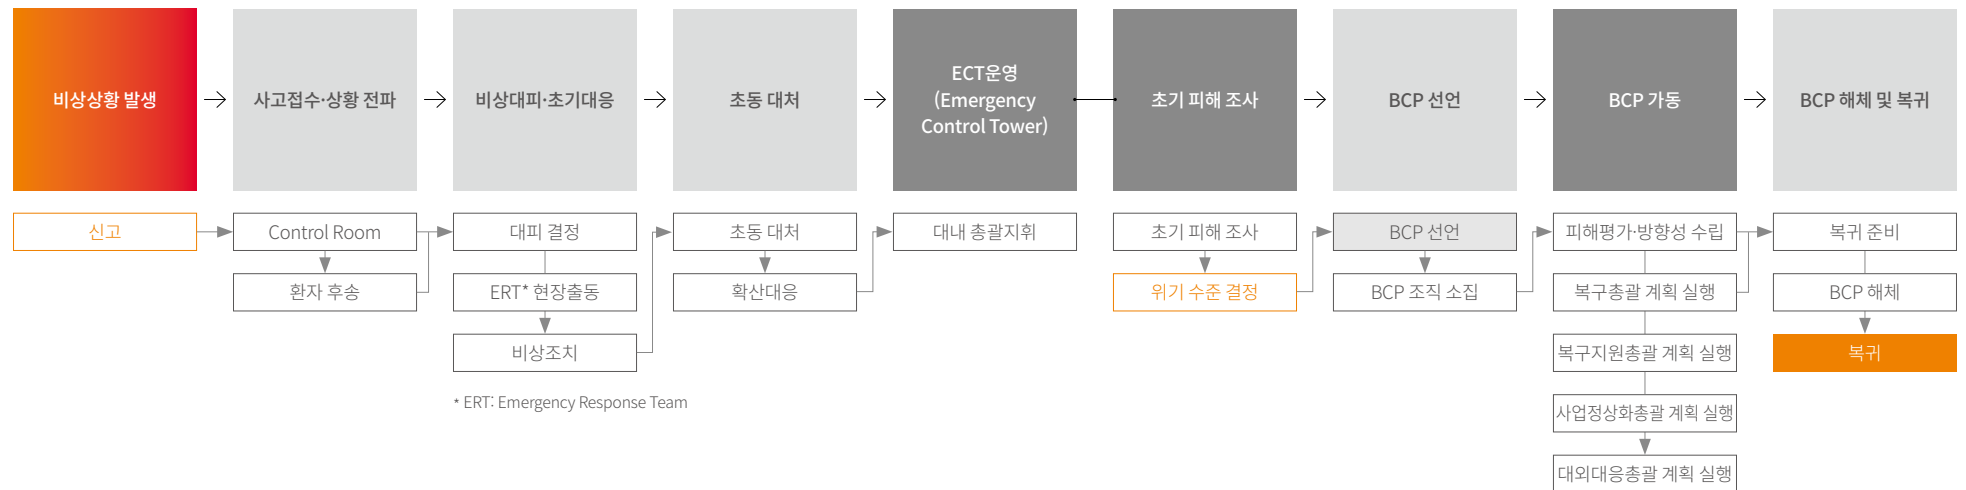 비상상황 발생
사고접수·상황 전파
비상대피·초기대응
초동 대처
ECT운영
(Emergency
Control Tower)
초기 피해 조사
BCP 선언
BCP 가동
BCP 해체 및 복귀
신고
Control Room
환자 후송
대피 결정
ERT* 현장출동
비상조치
초동 대처
확산대응
대내 총괄지휘
초기 피해 조사
위기 수준 결정
BCP 선언
BCP 조직 소집
피해평가·방향성 수립
복구총괄 계획 실행
복구지원총괄 계획 실행
사업정상화총괄 계획 실행
대외대응총괄 계획 실행
복귀 준비
BCP 해체
복귀
* ERT: Emergency Response Team